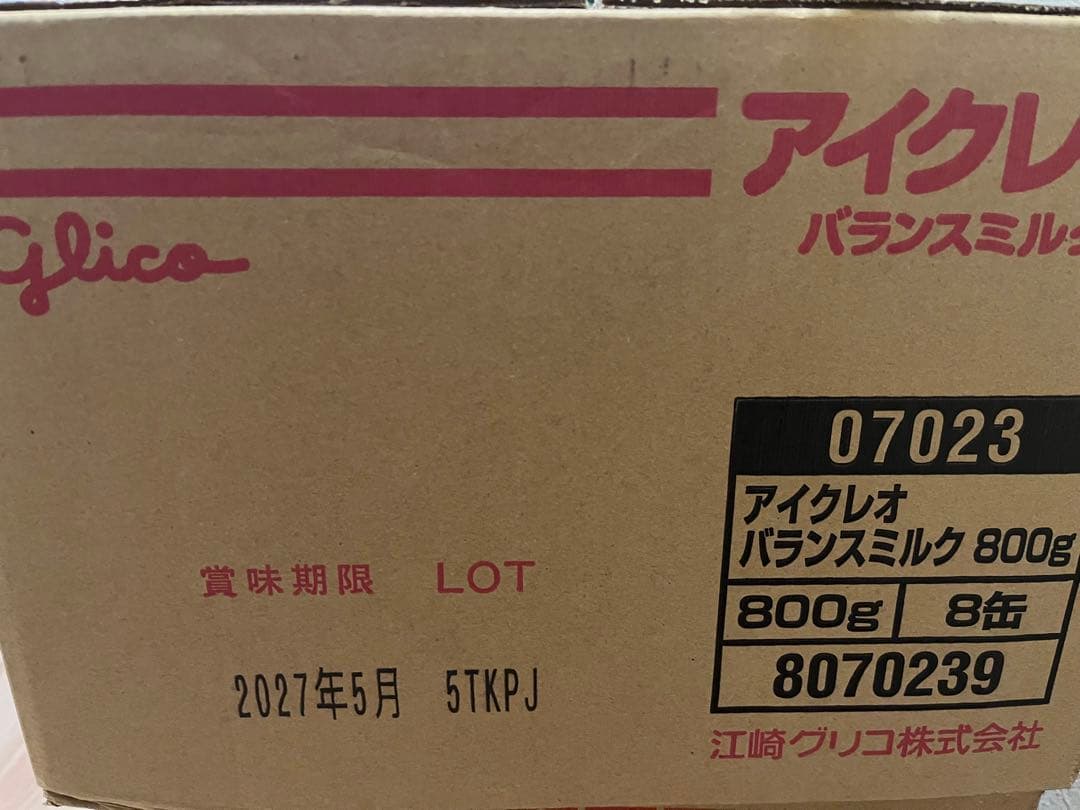 アイクレ
バランスミルク
Glico
07023
アイクレオ
バランスミルク 800g
800g 8缶
8070239
賞味期限 LOT
2027年5月 5TKPJ
江崎グリコ株式会社